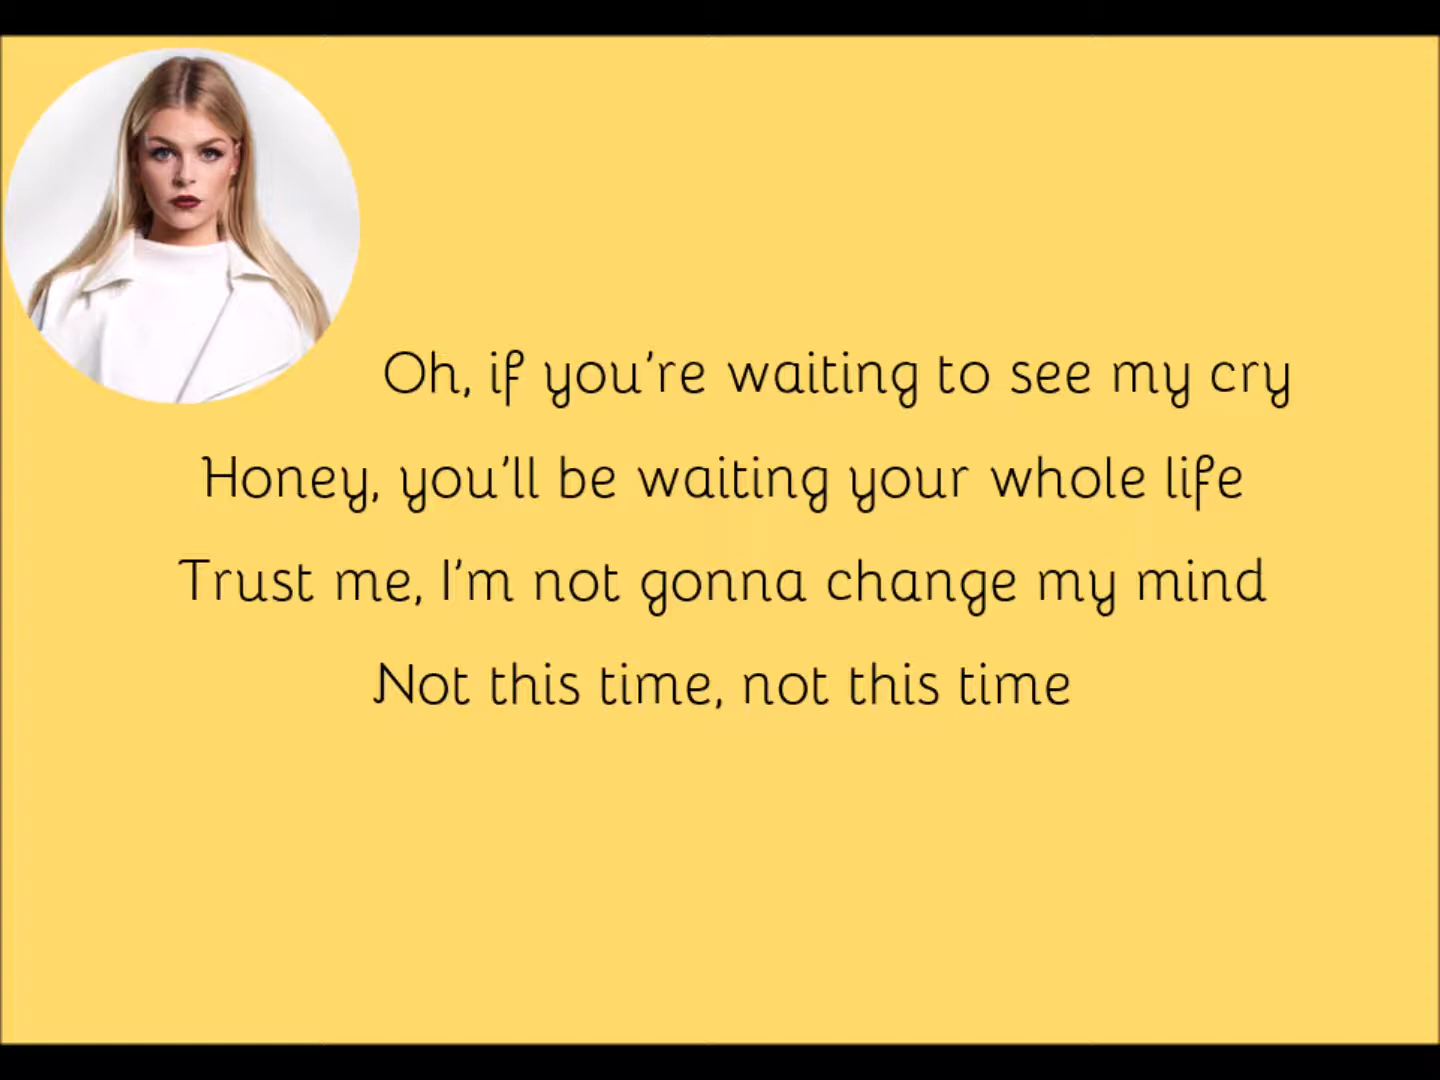 Oh, if you're waiting to see my cry
Honey, you'll be waiting your whole life
Trust me, I'm not gonna change my mind
Not this time, not this time